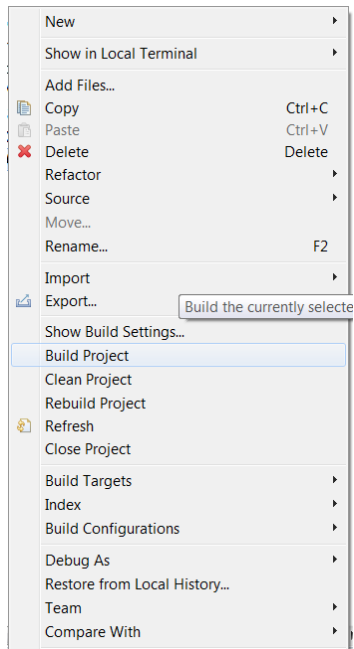 New
Show in Local Terminal
Add Files...
Copy Ctrl+C
Paste Ctrl+V
Delete Delete
Refactor
Source
Move...
Rename... F2
Import
Export...
Build the currently selecte
Show Build Settings...
Build Project
Clean Project
Rebuild Project
Refresh
Close Project
Build Targets
Index
Build Configurations
Debug As
Restore from Local History...
Team
Compare With